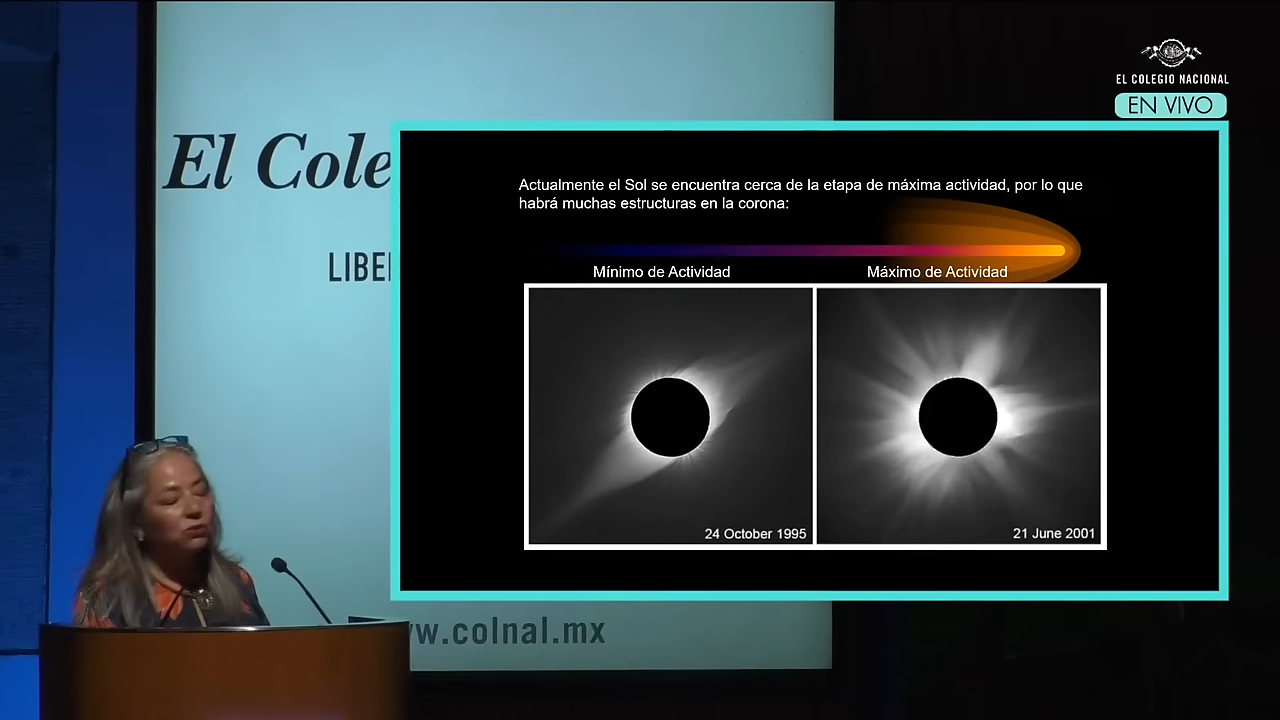 EL COLEGIO NACIONAL
EN VIVO
El Cole
LIBE
Actualmente el Sol se encuentra cerca de la etapa de máxima actividad, por lo que
habrá muchas estructuras en la corona:
Mínimo de Actividad
Máximo de Actividad
24 October 1995
21 June 2001
w.colnal.mx